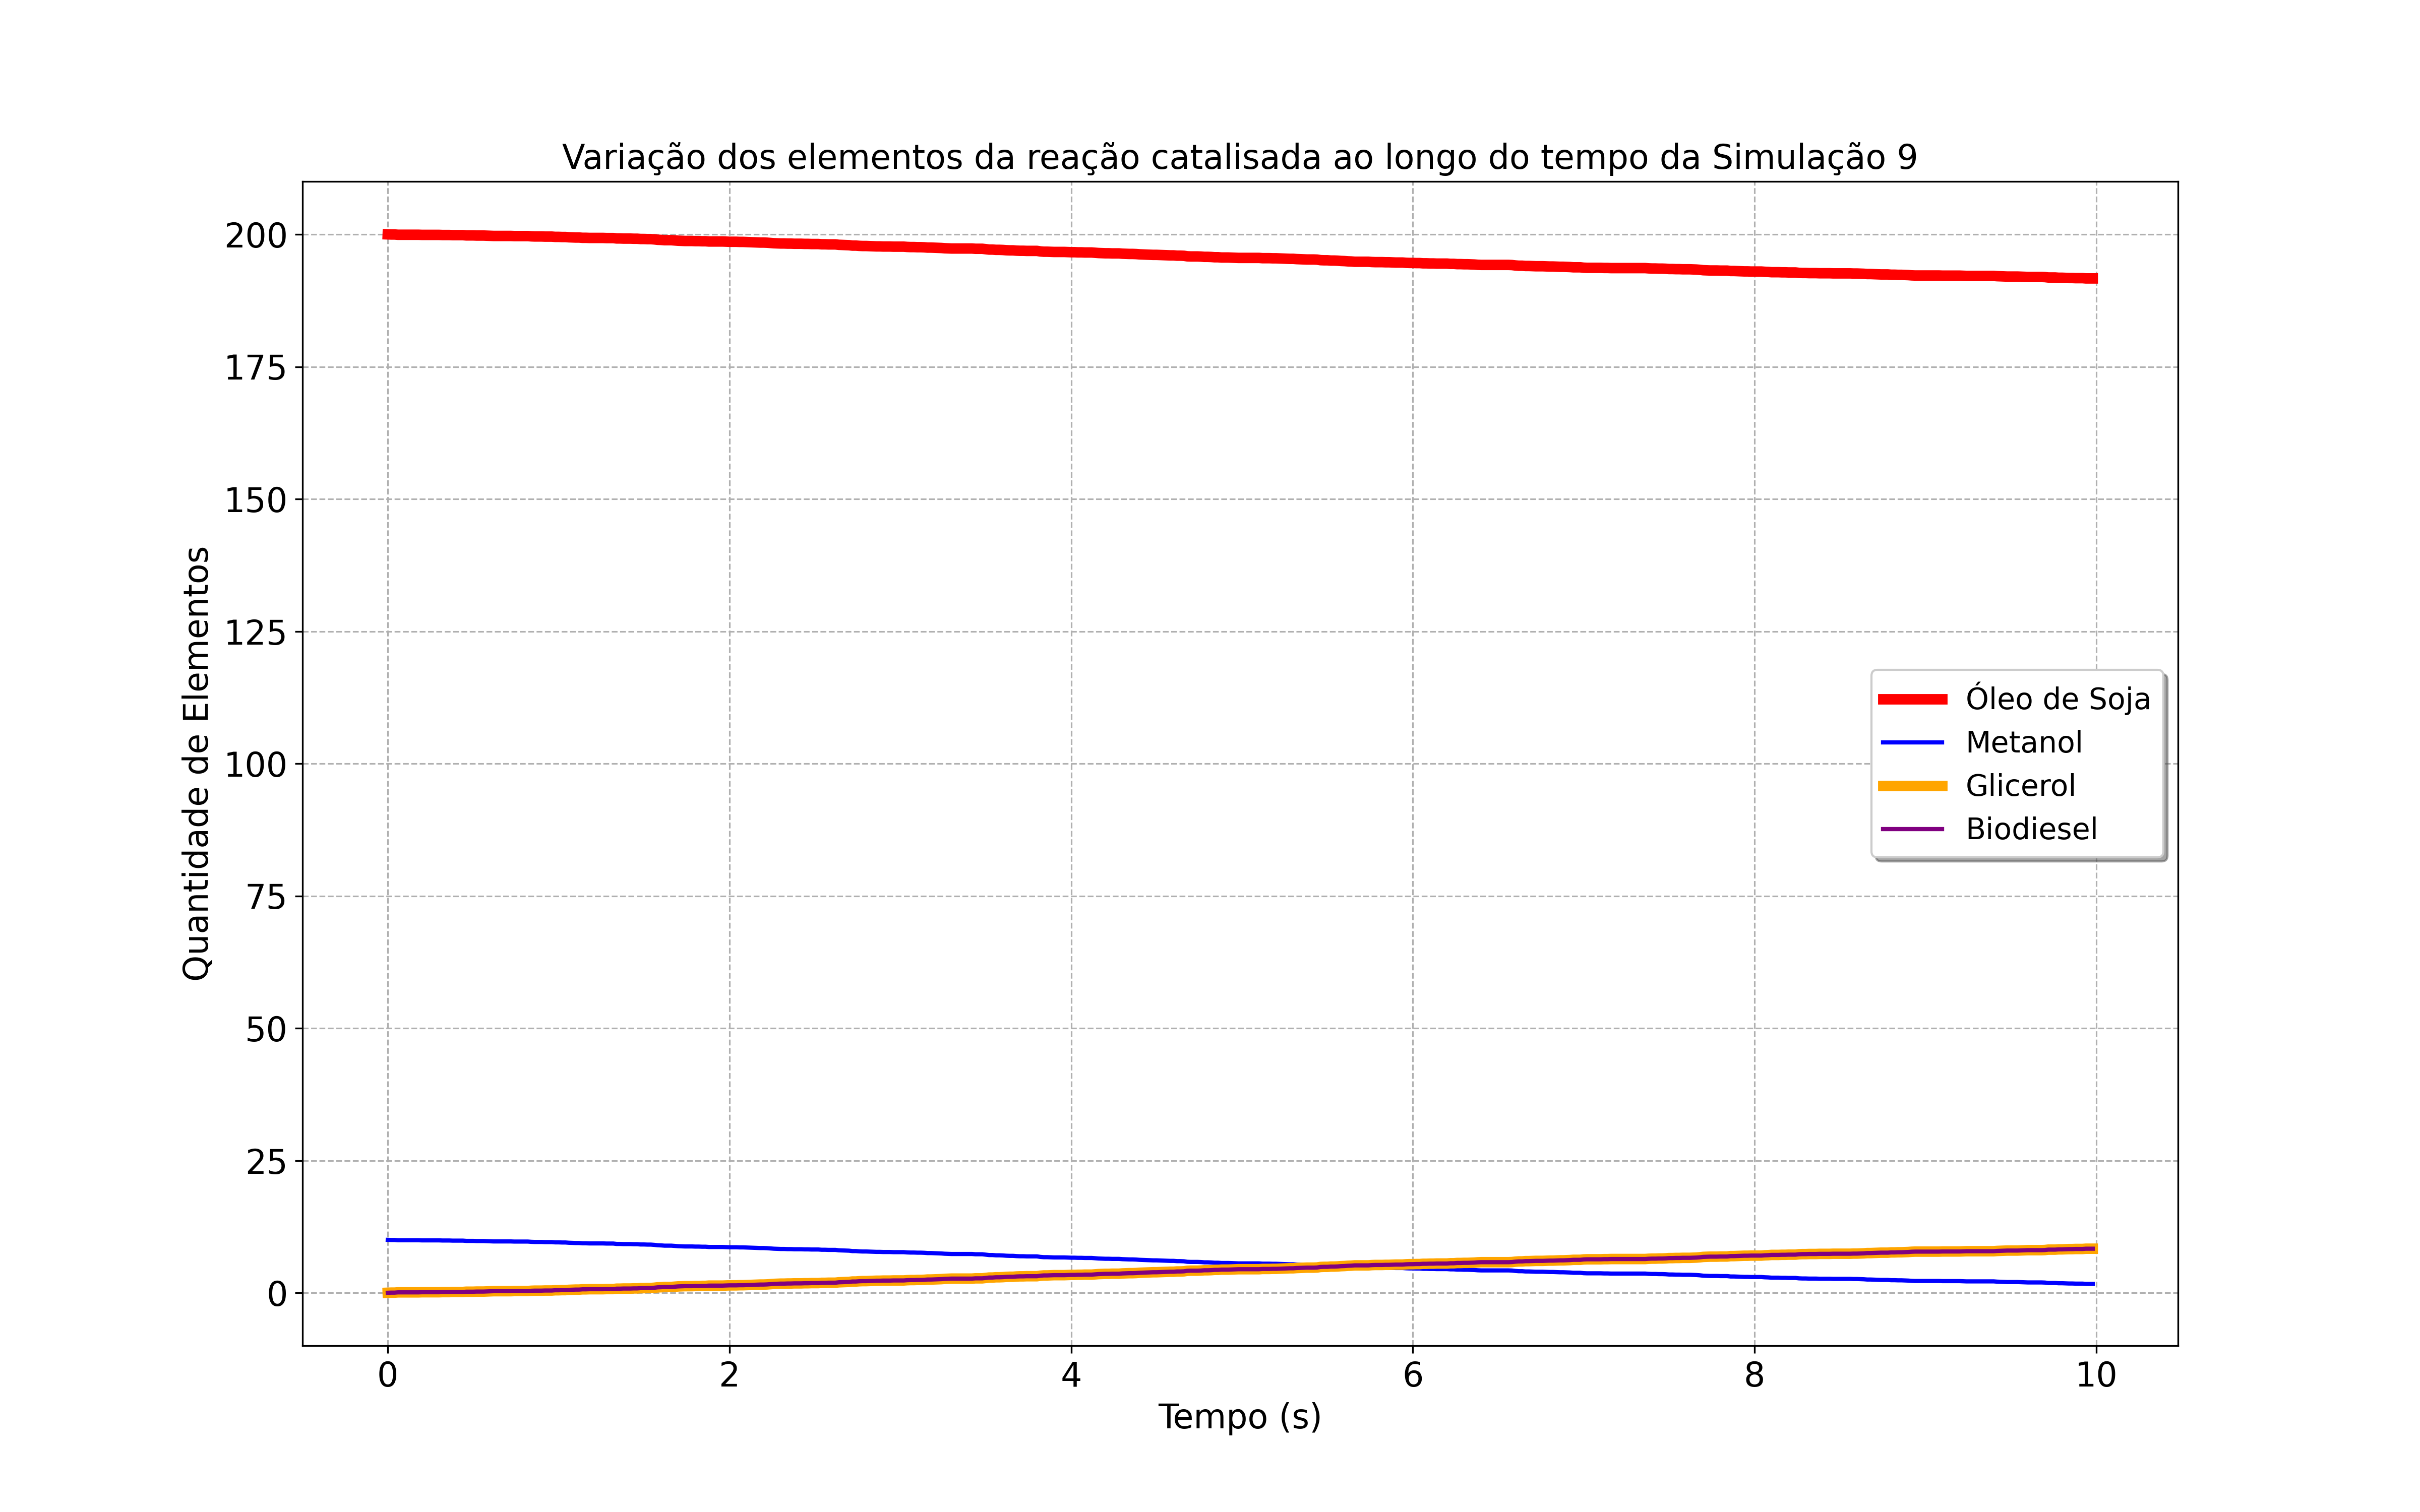 Variação dos elementos da reação catalisada ao longo do tempo da Simulação 9
Quantidade de Elementos
200
175
150
125
100
75
50
25
0
Óleo de Soja
Metanol
Glicerol
Biodiesel
0 2 4 6 8 10
Tempo (s)